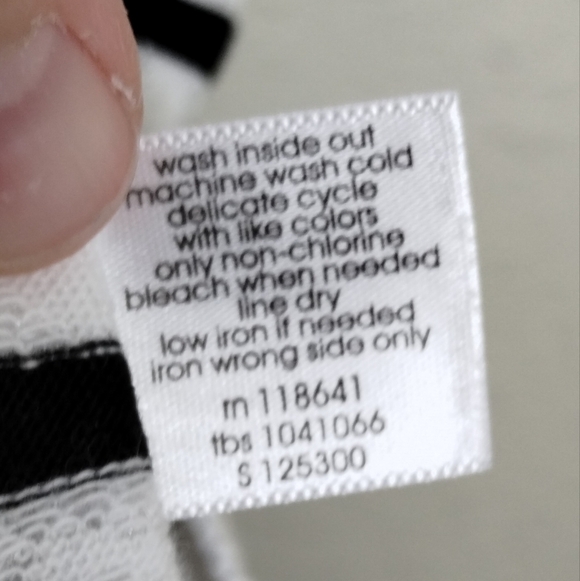 wash inside out
machine wash cold
delicate cycle
with like colors
only non-chlorine
bleach when needed
line dry
low iron if needed
iron wrong side only
rn 118641
tbs 1041066
S 125300